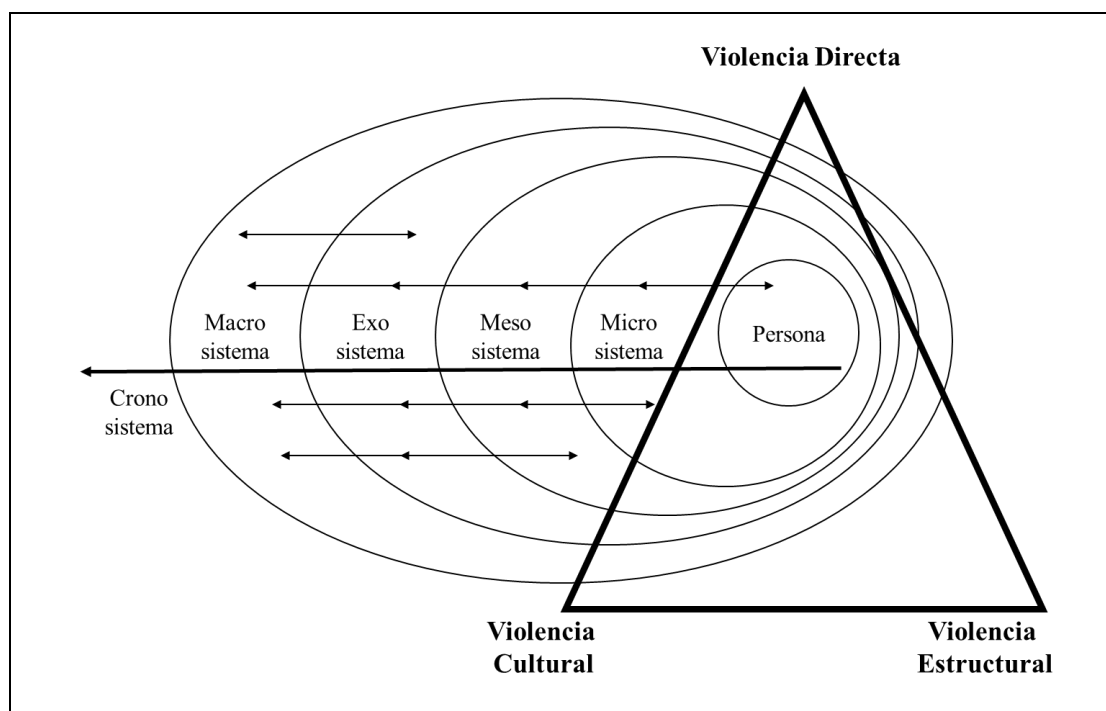 Violencia Directa
Macro
sistema
Exo
sistema
Meso
sistema
Micro
sistema
Persona
Crono
sistema
Violencia
Cultural
Violencia
Estructural